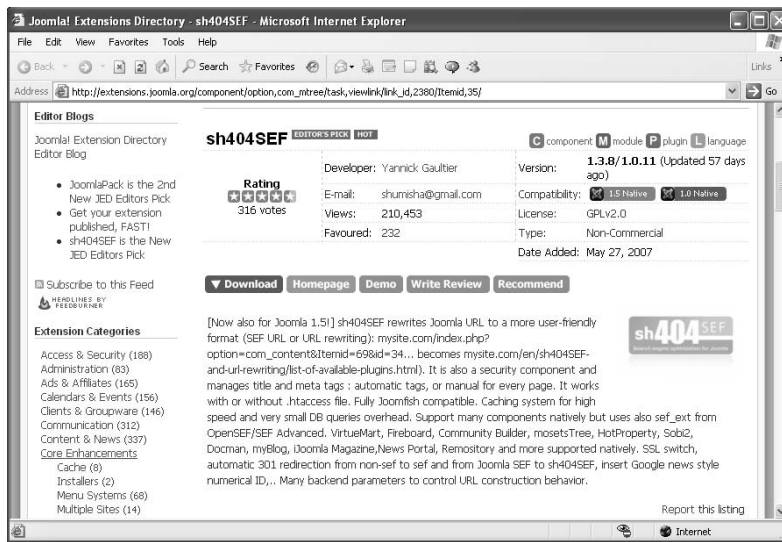 Joomla! Extensions Directory - sh404SEF - Microsoft Internet Explorer
File Edit View Favorites Tools Help
Back Search Favorites Links
Address http://extensions.joomla.org/component/option,com_mtree/task,viewlink/link_id,2380/Itemid,35/ Go
Editor Blogs
Joomla! Extension Directory
Editor Blog
JoomlaPack is the 2nd
New JED Editors Pick
Get your extension
published, FAST!
sh404SEF is the New
JED Editors Pick
Subscribe to this Feed
HEADLINES BY
FEEDBURNER
Extension Categories
Access & Security (188)
Administration (83)
Ads & Affiliates (165)
Calendars & Events (156)
Clients & Groupware (146)
Communication (312)
Content & News (337)
Core Enhancements
Cache (8)
Installers (2)
Menu Systems (68)
Multiple Sites (14)
sh404SEF EDITOR'S PICK HOT
C component M module P plugin L language
Rating
316 votes
Developer: Yannick Gaultier
E-mail: shumisha@gmail.com
Views: 210,453
Favoured: 232
Version: 1.3.8/1.0.11 (Updated 57 days
ago)
Compatibility: 1.5 Native 1.0 Native
License: GPLv2.0
Type: Non-Commercial
Date Added: May 27, 2007
Download Homepage Demo Write Review Recommend
[Now also for Joomla 1.5!] sh404SEF rewrites Joomla URL to a more user-friendly
format (SEF URL or URL rewriting): mysite.com/index.php?
option=com_content&Itemid=69&id=34... becomes mysite.com/en/sh404SEF-
and-url-rewriting/list-of-available-plugins.html). It is also a security component and
manages title and meta tags : automatic tags, or manual for every page. It works
with or without .htaccess file. Fully Joomfish compatible. Caching system for high
speed and very small DB queries overhead. Support many components natively but uses also sef_ext from
OpenSEF/SEF Advanced. VirtueMart, Fireboard, Community Builder, mosetsTree, HotProperty, Sobi2,
Docman, myBlog, iJoomla Magazine,News Portal, Remository and more supported natively. SSL switch,
automatic 301 redirection from non-sef to sef and from Joomla SEF to sh404SEF, insert Google news style
numerical ID,.. Many backend parameters to control URL construction behavior.
sh404SEF
Search engine optimization for Joomla
Report this listing
Internet